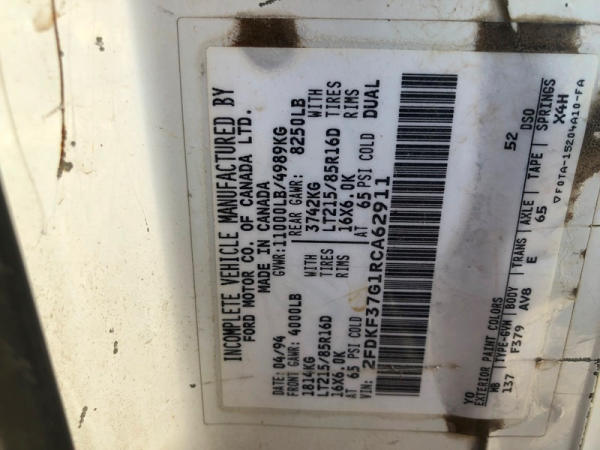 INCOMPLETE VEHICLE MANUFACTURED BY
FORD MOTOR CO. OF CANADA LTD.
MADE IN CANADA
GVWR:11000LB/4989KG
DATE: 04/94
FRONT GAWR: 4000LB
REAR GAWR: 8250LB
1814KG WITH
3742KG WITH
LT215/85R16D TIRES
LT215/85R16D TIRES
16X6.0K RIMS
16X6.0K RIMS
AT 65 PSI COLD
AT 65 PSI COLD DUAL
VIN: 2FDKF37G1RCA62911
YO 52 DSO
EXTERIOR PAINT COLORS
WB TYPE-GVW BODY TRANS AXLE TAPE SPRINGS
137 F379 AV8 E 65 X4H
▽F0TA-15204A10-FA